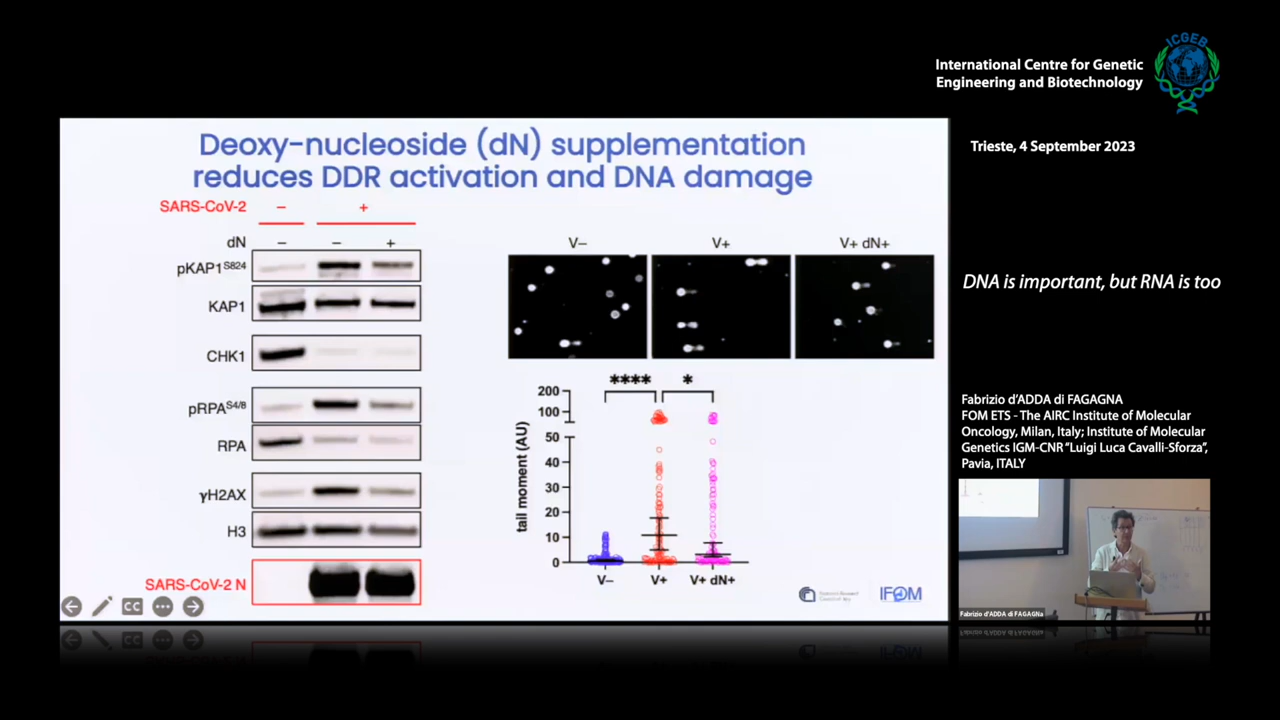 International Centre for Genetic
Engineering and Biotechnology
ICGEB
Trieste, 4 September 2023
Deoxy-nucleoside (dN) supplementation
reduces DDR activation and DNA damage
SARS-CoV-2 − +
dN − − +
pKAP1S824
KAP1
CHK1
pRPAS4/8
RPA
γH2AX
H3
SARS-CoV-2 N
V− V+ V+ dN+
**** *
200
100
50
40
30
20
10
0
tail moment (AU)
V− V+ V+ dN+
CC
IFOM
DNA is important, but RNA is too
Fabrizio d’ADDA di FAGAGNA
FOM ETS - The AIRC Institute of Molecular
Oncology, Milan, Italy; Institute of Molecular
Genetics IGM-CNR “Luigi Luca Cavalli-Sforza”,
Pavia, ITALY
Fabrizio d'ADDA di FAGAGNa